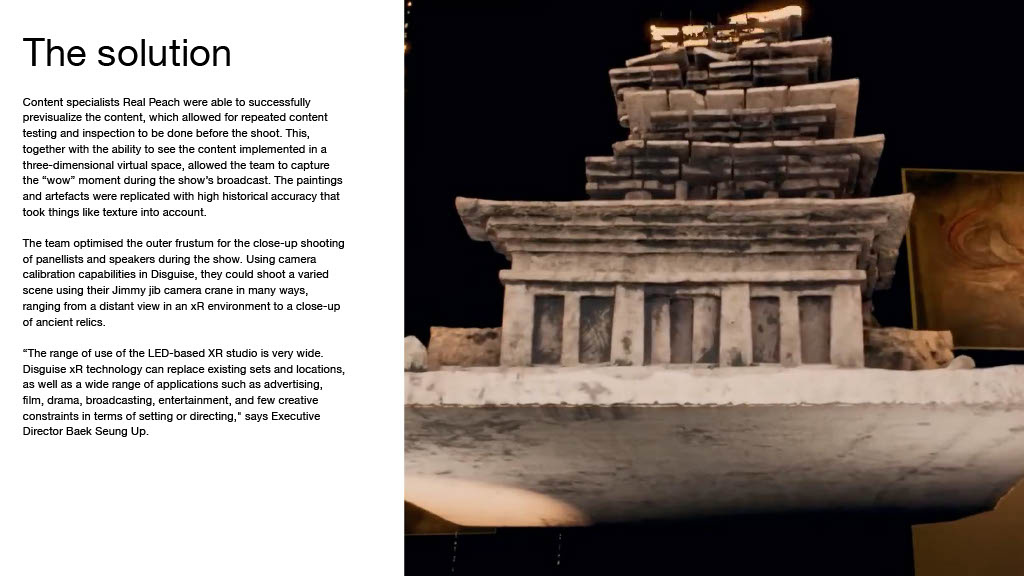 The solution
Content specialists Real Peach were able to successfully
previsualize the content, which allowed for repeated content
testing and inspection to be done before the shoot. This,
together with the ability to see the content implemented in a
three-dimensional virtual space, allowed the team to capture
the “wow” moment during the show’s broadcast. The paintings
and artefacts were replicated with high historical accuracy that
took things like texture into account.
The team optimised the outer frustum for the close-up shooting
of panellists and speakers during the show. Using camera
calibration capabilities in Disguise, they could shoot a varied
scene using their Jimmy jib camera crane in many ways,
ranging from a distant view in an xR environment to a close-up
of ancient relics.
“The range of use of the LED-based XR studio is very wide.
Disguise xR technology can replace existing sets and locations,
as well as a wide range of applications such as advertising,
film, drama, broadcasting, entertainment, and few creative
constraints in terms of setting or directing," says Executive
Director Baek Seung Up.